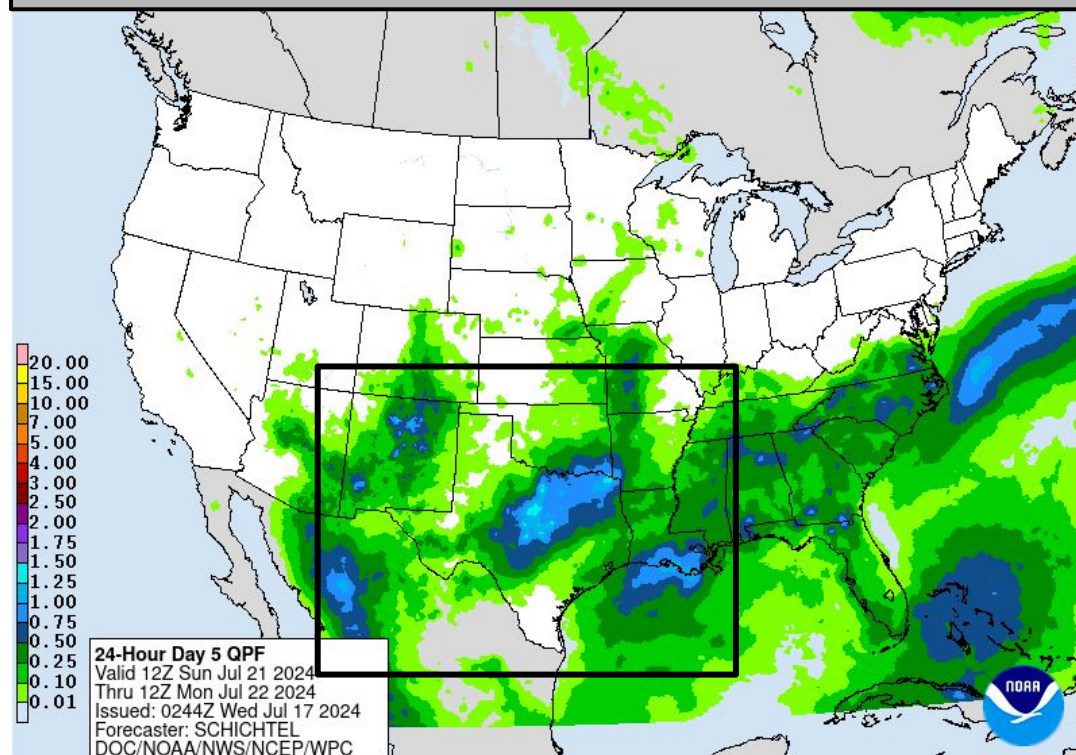 20.00
15.00
10.00
7.00
5.00
4.00
3.00
2.50
2.00
1.75
1.50
1.25
1.00
0.75
0.50
0.25
0.10
0.01
24-Hour Day 5 QPF
Valid 12Z Sun Jul 21 2024
Thru 12Z Mon Jul 22 2024
Issued: 0244Z Wed Jul 17 2024
Forecaster: SCHICHTEL
DOC/NOAA/NWS/NCEP/WPC
NOAA